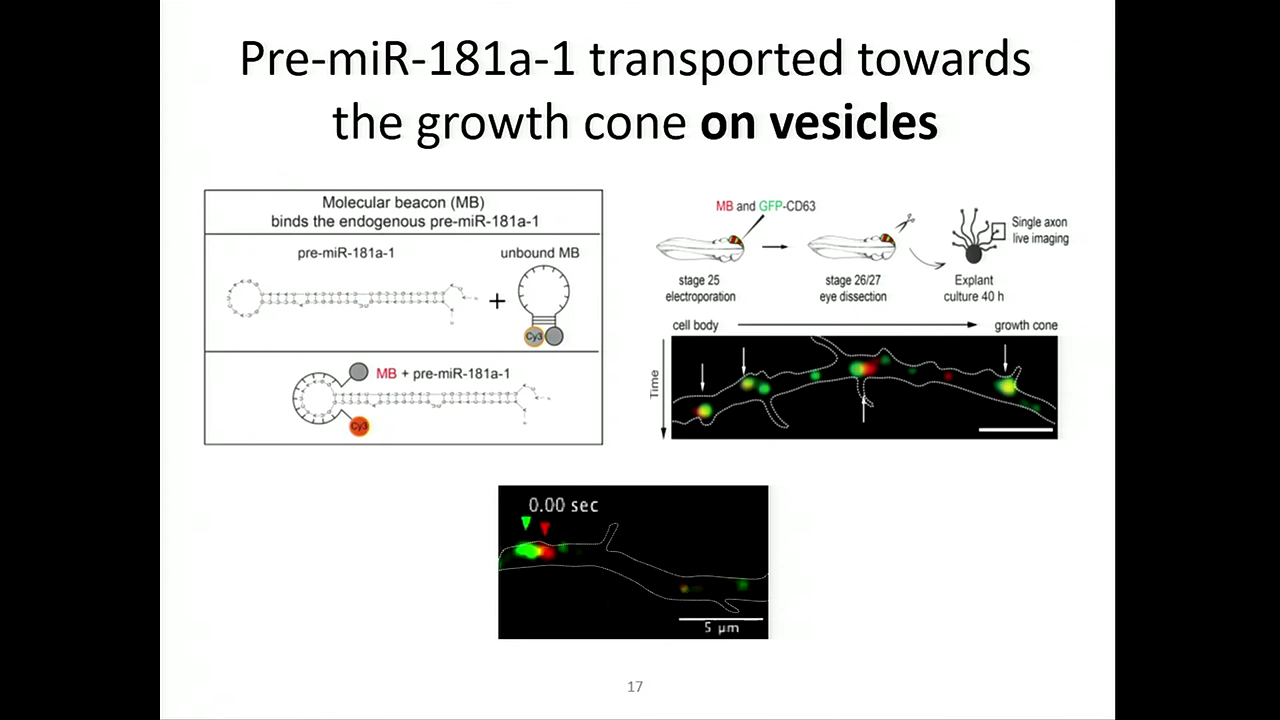 Pre-miR-181a-1 transported towards
the growth cone on vesicles
Molecular beacon (MB)
binds the endogenous pre-miR-181a-1
pre-miR-181a-1
unbound MB
+
Cy3
MB + pre-miR-181a-1
Cy3
MB and GFP-CD63
Single axon
live imaging
stage 25
electroporation
stage 26/27
eye dissection
Explant
culture 40 h
cell body
growth cone
Time
0.00 sec
5 µm
17